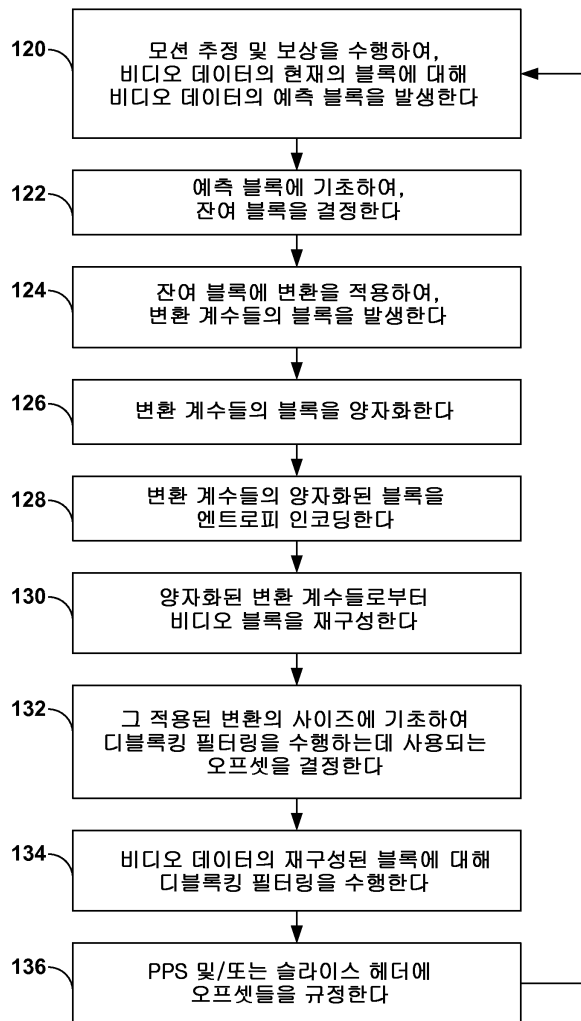 120
모션 추정 및 보상을 수행하여,
비디오 데이터의 현재의 블록에 대해
비디오 데이터의 예측 블록을 발생한다
122
예측 블록에 기초하여,
잔여 블록을 결정한다
124
잔여 블록에 변환을 적용하여,
변환 계수들의 블록을 발생한다
126
변환 계수들의 블록을 양자화한다
128
변환 계수들의 양자화된 블록을
엔트로피 인코딩한다
130
양자화된 변환 계수들로부터
비디오 블록을 재구성한다
132
그 적용된 변환의 사이즈에 기초하여
디블록킹 필터링을 수행하는데 사용되는
오프셋을 결정한다
134
비디오 데이터의 재구성된 블록에 대해
디블록킹 필터링을 수행한다
136
PPS 및/또는 슬라이스 헤더에
오프셋들을 규정한다